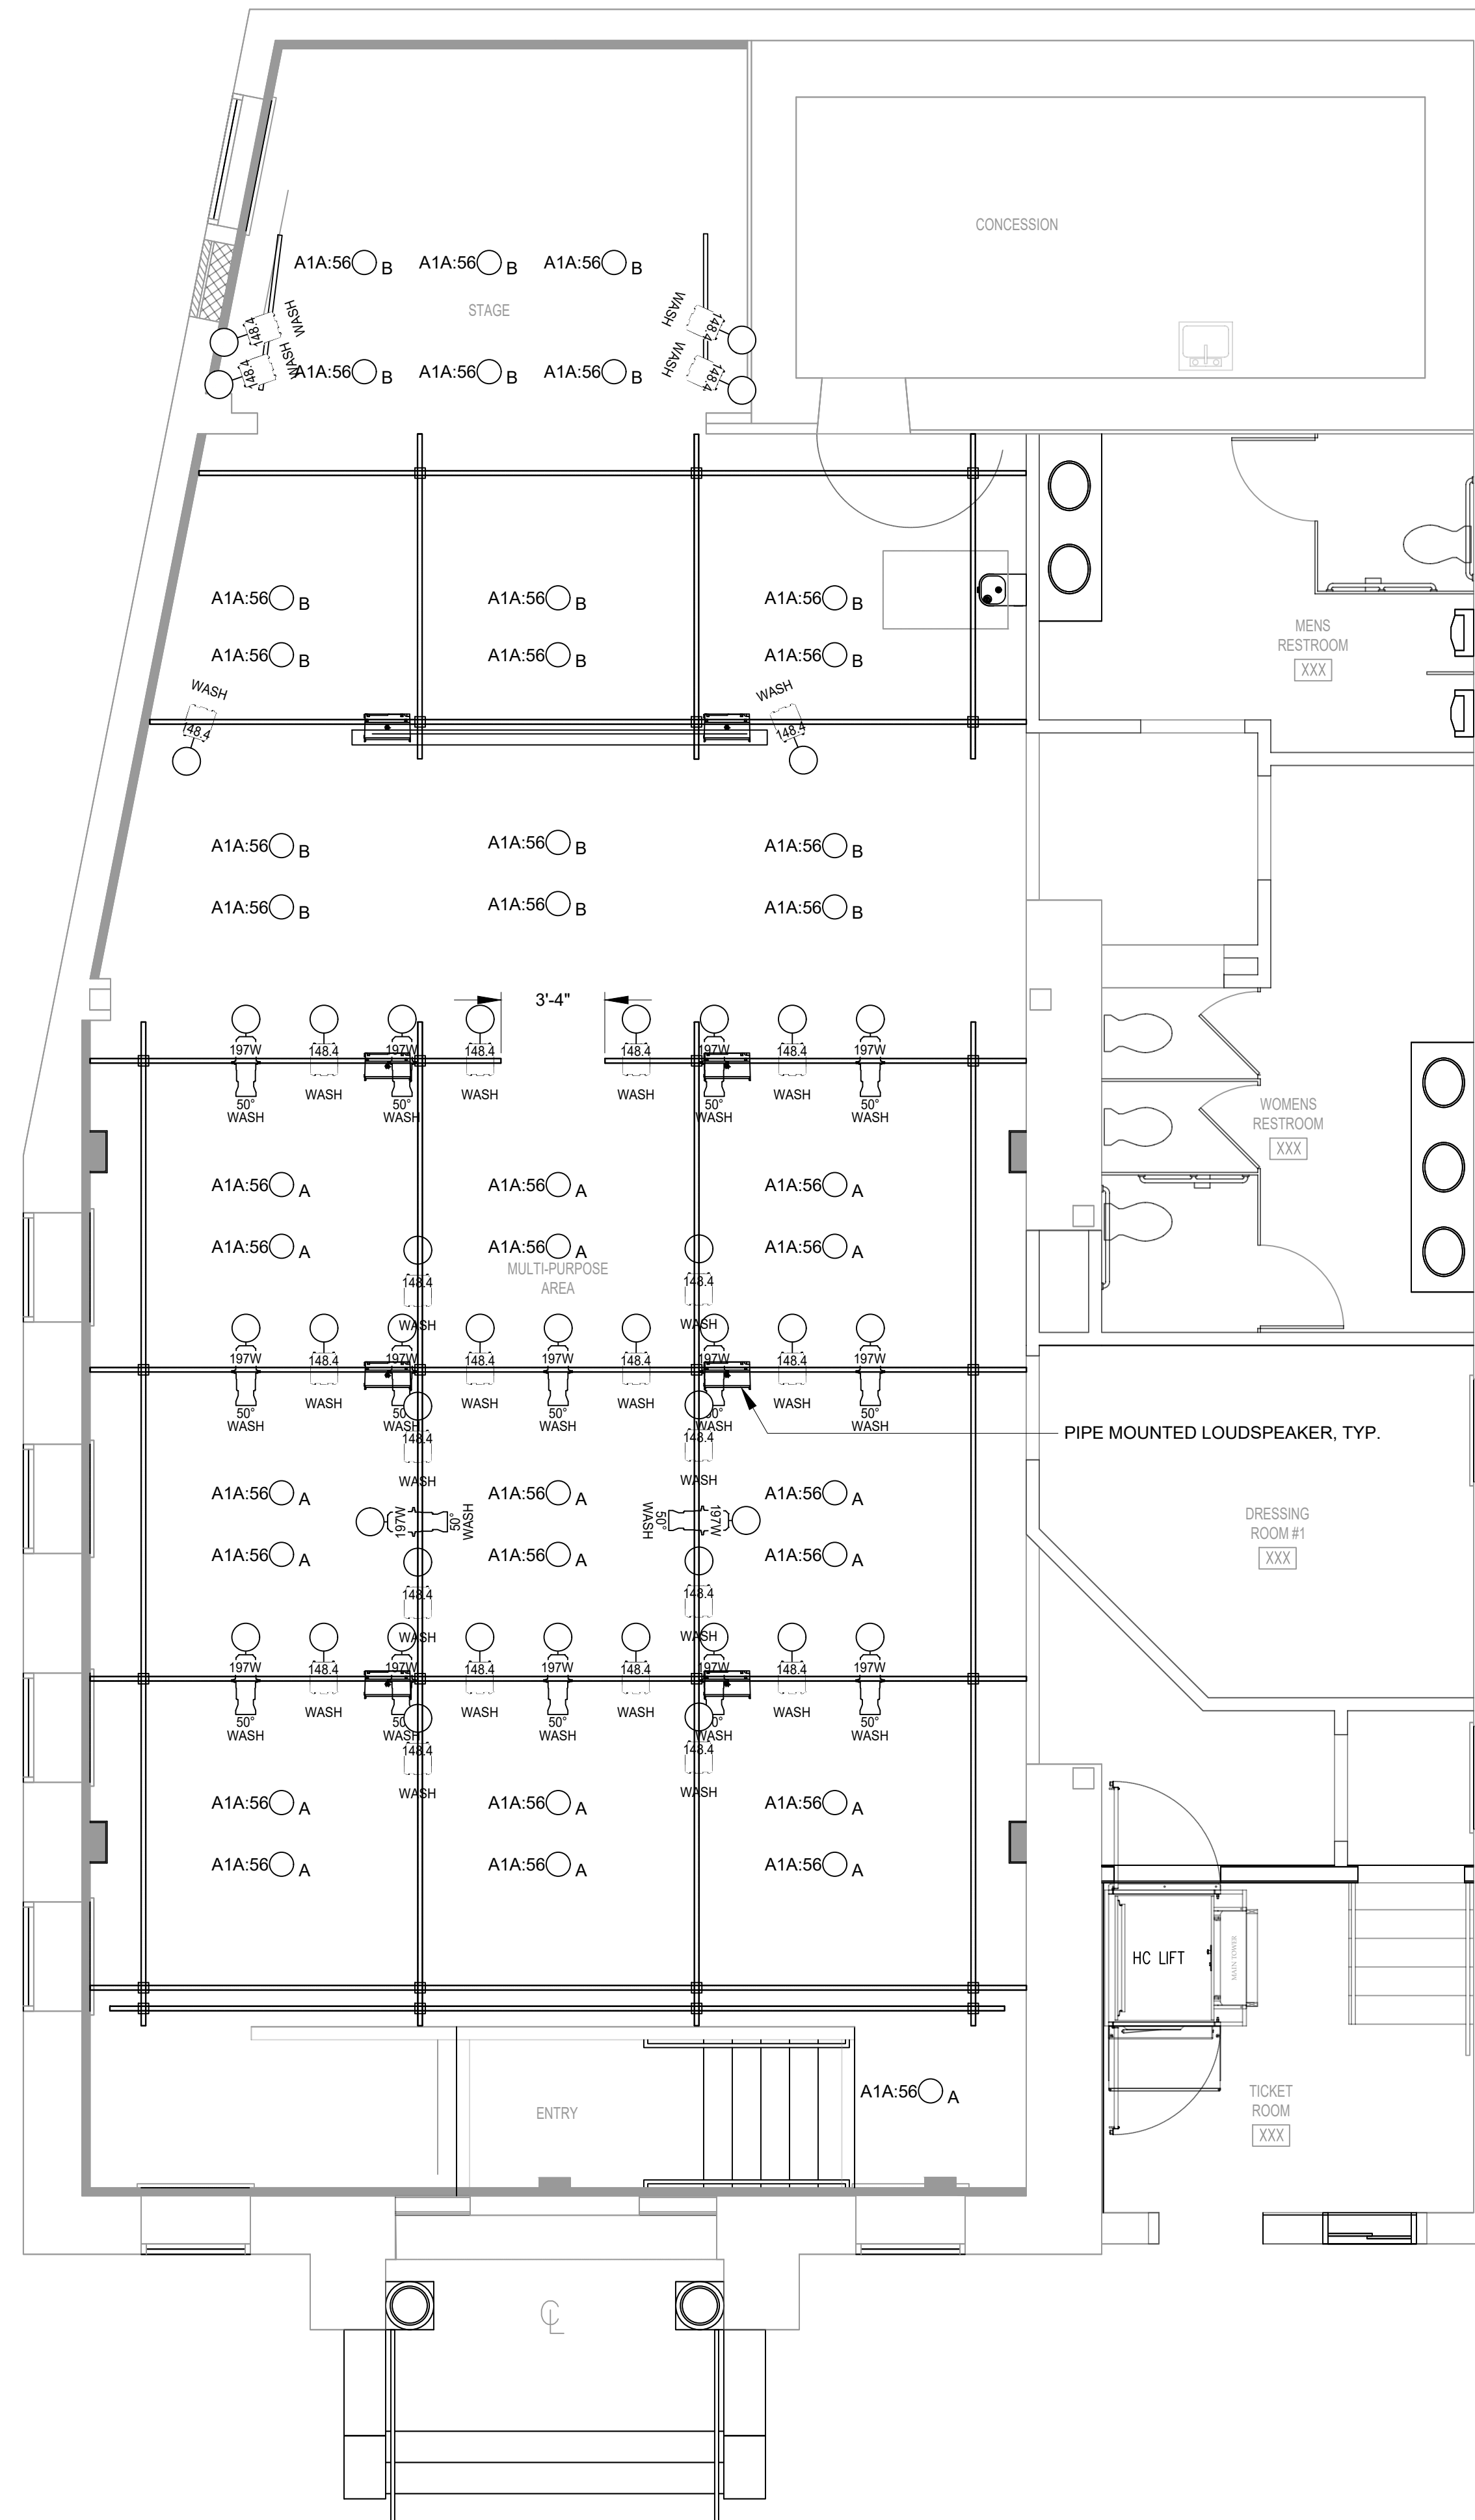 CONCESSION
A1A:56 B A1A:56 B A1A:56 B
STAGE
WASH 148.4
WASH 148.4
WASH 148.4
WASH 148.4
A1A:56 B A1A:56 B A1A:56 B
A1A:56 B A1A:56 B A1A:56 B
MENS
RESTROOM
XXX
A1A:56 B A1A:56 B A1A:56 B
WASH WASH
148.4 148.4
A1A:56 B A1A:56 B A1A:56 B
A1A:56 B A1A:56 B A1A:56 B
3'-4"
197W 148.4 197W 148.4 148.4 197W 148.4 197W
WASH WASH WASH WASH
50° 50° 50° 50°
WASH WASH WASH WASH
WOMENS
RESTROOM
XXX
A1A:56 A A1A:56 A A1A:56 A
A1A:56 A A1A:56 A A1A:56 A
MULTI-PURPOSE
AREA
148.4 148.4
WASH WASH
197W 148.4 197W 148.4 197W 148.4 197W 148.4 197W
WASH WASH WASH WASH
50° 50° 50° 50° 50°
WASH WASH WASH WASH WASH
PIPE MOUNTED LOUDSPEAKER, TYP.
148.4 148.4
WASH WASH
A1A:56 A A1A:56 A A1A:56 A
197W 50° WASH
WASH 50° 197W
DRESSING
ROOM #1
XXX
A1A:56 A A1A:56 A A1A:56 A
148.4 148.4
WASH WASH
197W 148.4 197W 148.4 197W 148.4 197W 148.4 197W
WASH WASH WASH WASH
50° 50° 50° 50° 50°
WASH WASH WASH WASH WASH
148.4 148.4
WASH WASH
A1A:56 A A1A:56 A A1A:56 A
A1A:56 A A1A:56 A A1A:56 A
HC LIFT
MAIN TOWER
A1A:56 A
TICKET
ROOM
XXX
ENTRY
CL